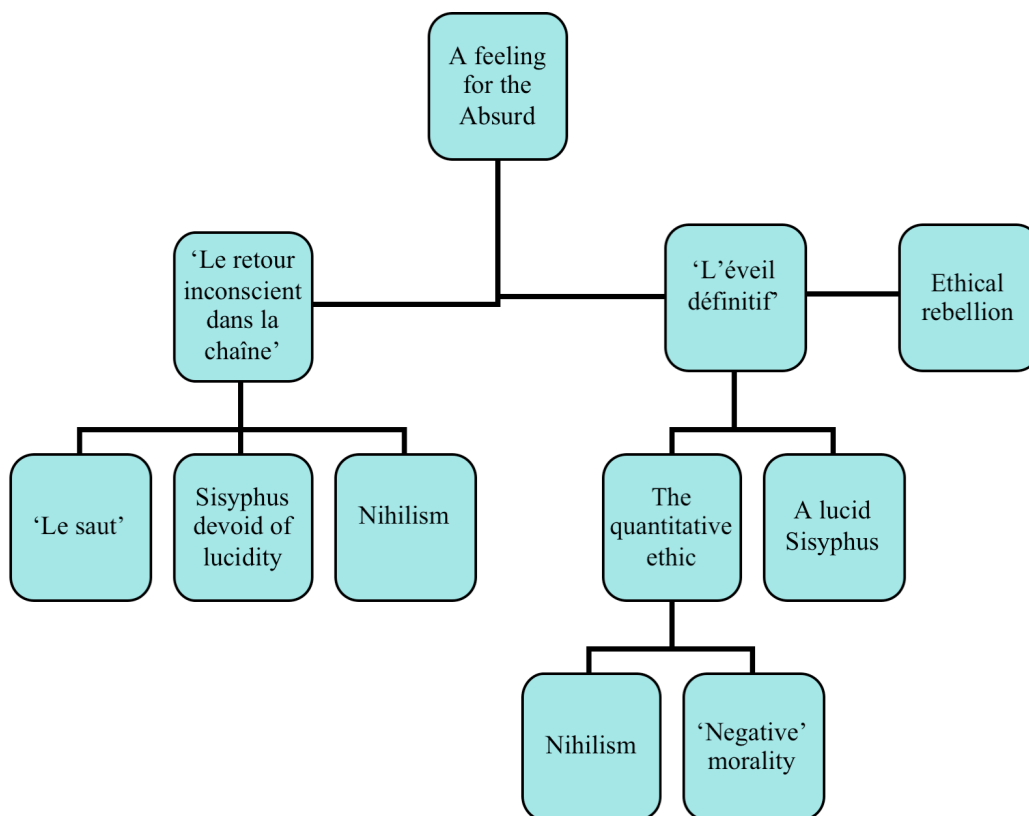 A feeling
for the
Absurd
‘Le retour
inconscient
dans la
chaîne’
‘L’éveil
définitif’
Ethical
rebellion
‘Le saut’
Sisyphus
devoid of
lucidity
Nihilism
The
quantitative
ethic
A lucid
Sisyphus
Nihilism
‘Negative’
morality